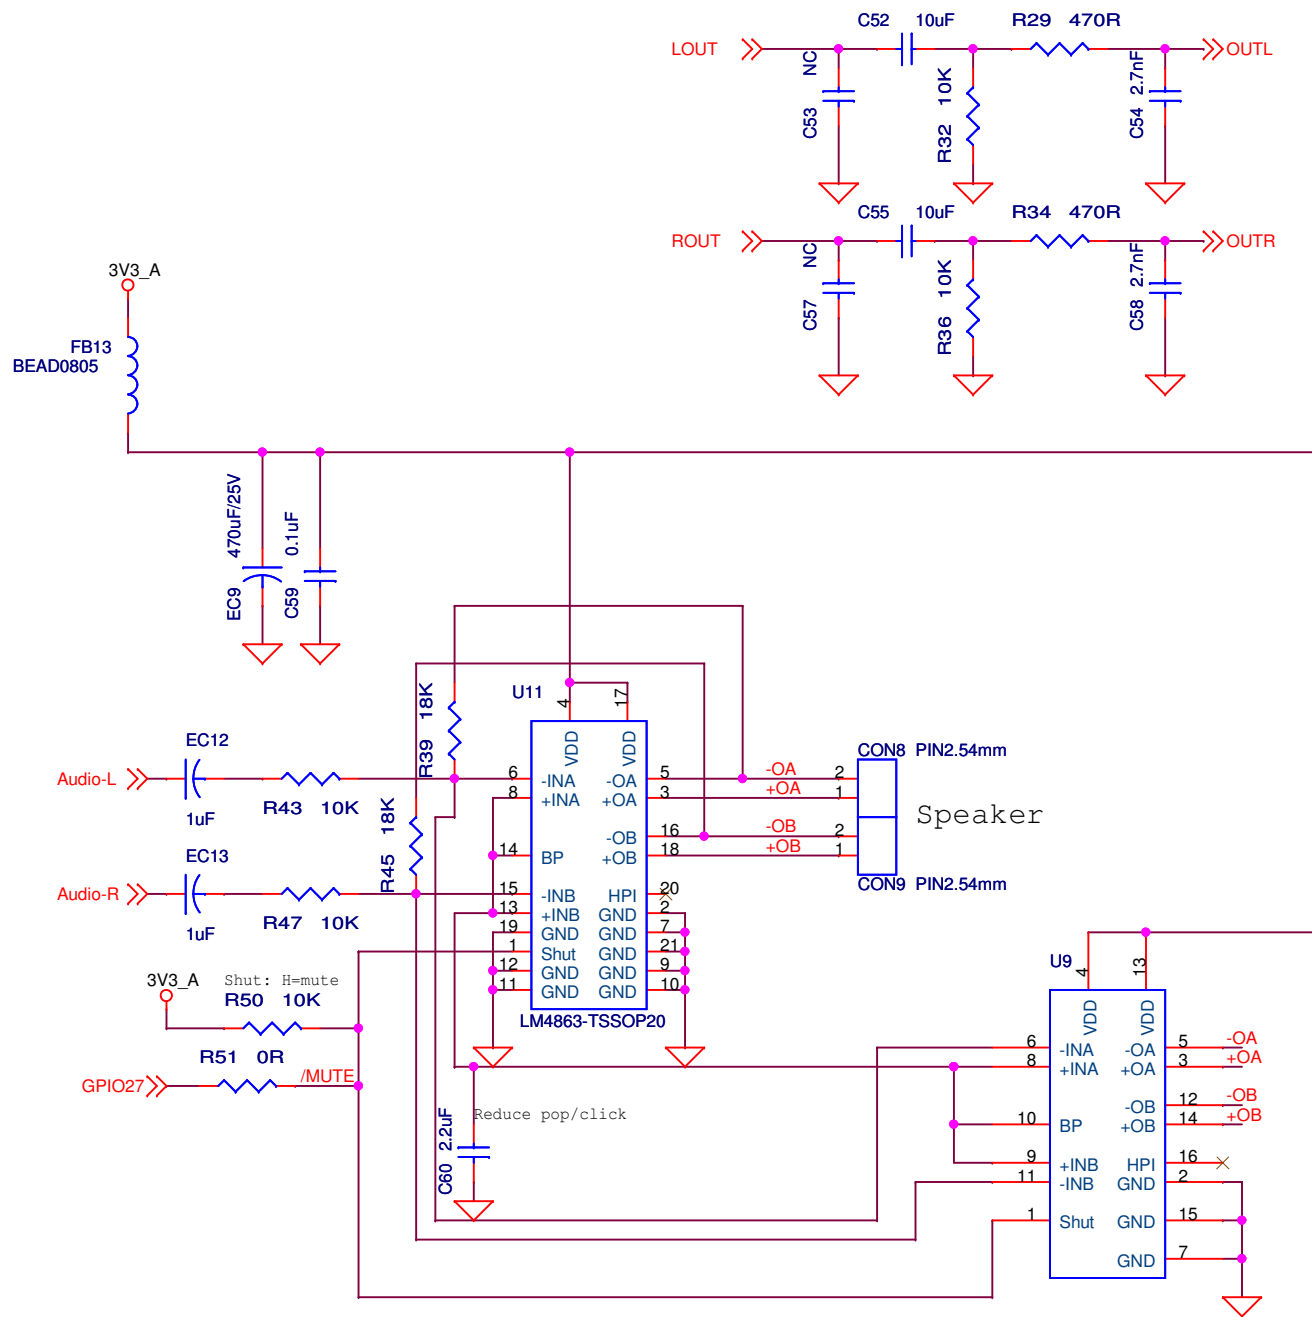 C52 10uF R29 470R
LOUT OUTL
NC 10K 2.7nF
C53 R32 C54
C55 10uF R34 470R
ROUT OUTR
NC 10K 2.7nF
C57 R36 C58
3V3_A
FB13
BEAD0805
470uF/25V 0.1uF
EC9 C59
U11
18K
R39
4 17
VDD VDD
EC12
Audio-L
R43 10K
1uF
6 -INA -OA 5 -OA 2
8 +INA +OA 3 +OA 1
CON8 PIN2.54mm
Speaker
18K
R45
-OB 16 -OB 2
14 BP +OB 18 +OB 1
CON9 PIN2.54mm
EC13
Audio-R
R47 10K
1uF
15 -INB HPI 20
13 +INB GND 2
19 GND GND 7
1 Shut GND 21
12 GND GND 9
11 GND GND 10
LM4863-TSSOP20
3V3_A Shut: H=mute
R50 10K
R51 0R
GPIO27 /MUTE
Reduce pop/click
2.2uF
C60
U9
4 13
VDD VDD
6 -INA -OA 5 -OA
8 +INA +OA 3 +OA
-OB 12 -OB
10 BP +OB 14 +OB
9 +INB HPI 16
11 -INB GND 2
1 Shut GND 15
GND 7